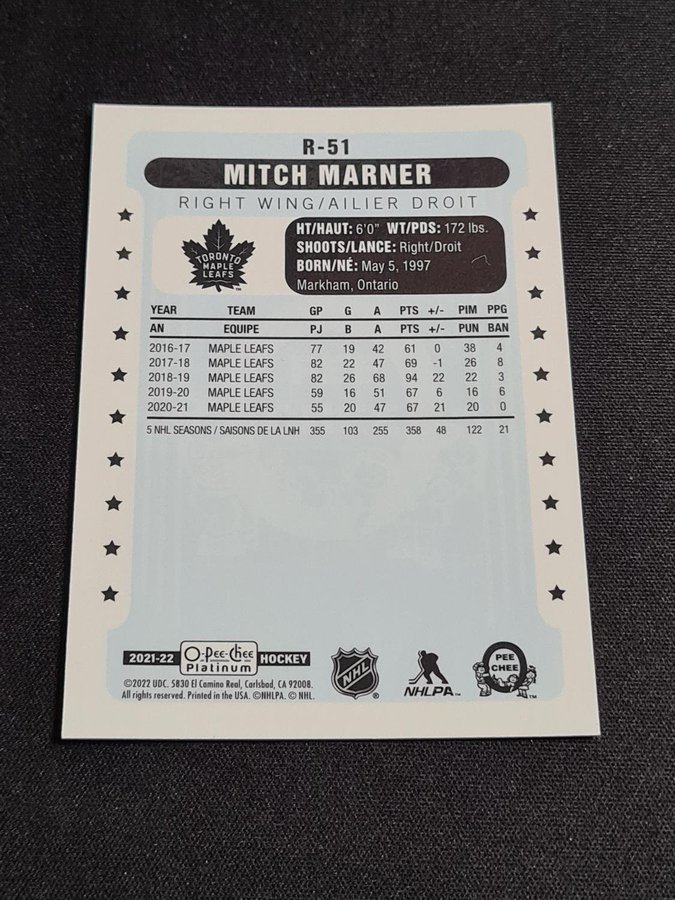 R-51
MITCH MARNER
RIGHT WING/AILIER DROIT
TORONTO
MAPLE
LEAFS
TM
HT/HAUT: 6'0" WT/PDS: 172 lbs.
SHOOTS/LANCE: Right/Droit
BORN/NÉ: May 5, 1997
Markham, Ontario
YEAR TEAM GP G A PTS +/- PIM PPG
AN EQUIPE PJ B A PTS +/- PUN BAN
2016-17 MAPLE LEAFS 77 19 42 61 0 38 4
2017-18 MAPLE LEAFS 82 22 47 69 -1 26 8
2018-19 MAPLE LEAFS 82 26 68 94 22 22 3
2019-20 MAPLE LEAFS 59 16 51 67 6 16 6
2020-21 MAPLE LEAFS 55 20 47 67 21 20 0
5 NHL SEASONS / SAISONS DE LA LNH 355 103 255 358 48 122 21
2021-22 O-Pee-Chee Platinum HOCKEY
©2022 UDC. 5830 El Camino Real, Carlsbad, CA 92008.
All rights reserved. Printed in the USA. ©NHLPA. © NHL.
NHL ®
NHLPA™
O PEE CHEE ™